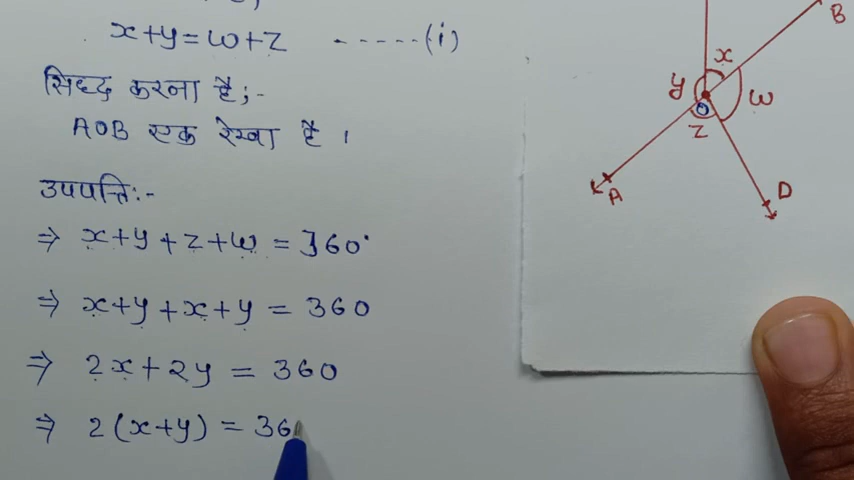 x+y=w+z -----(i)
सिध्द करना है;-
AOB एक रेखा है ।
उपपत्ति:-
⇒ x+y+z+w = 360°
⇒ x+y+x+y = 360
⇒ 2x+2y = 360
⇒ 2(x+y) = 36
B
x
y
w
O
z
A
D